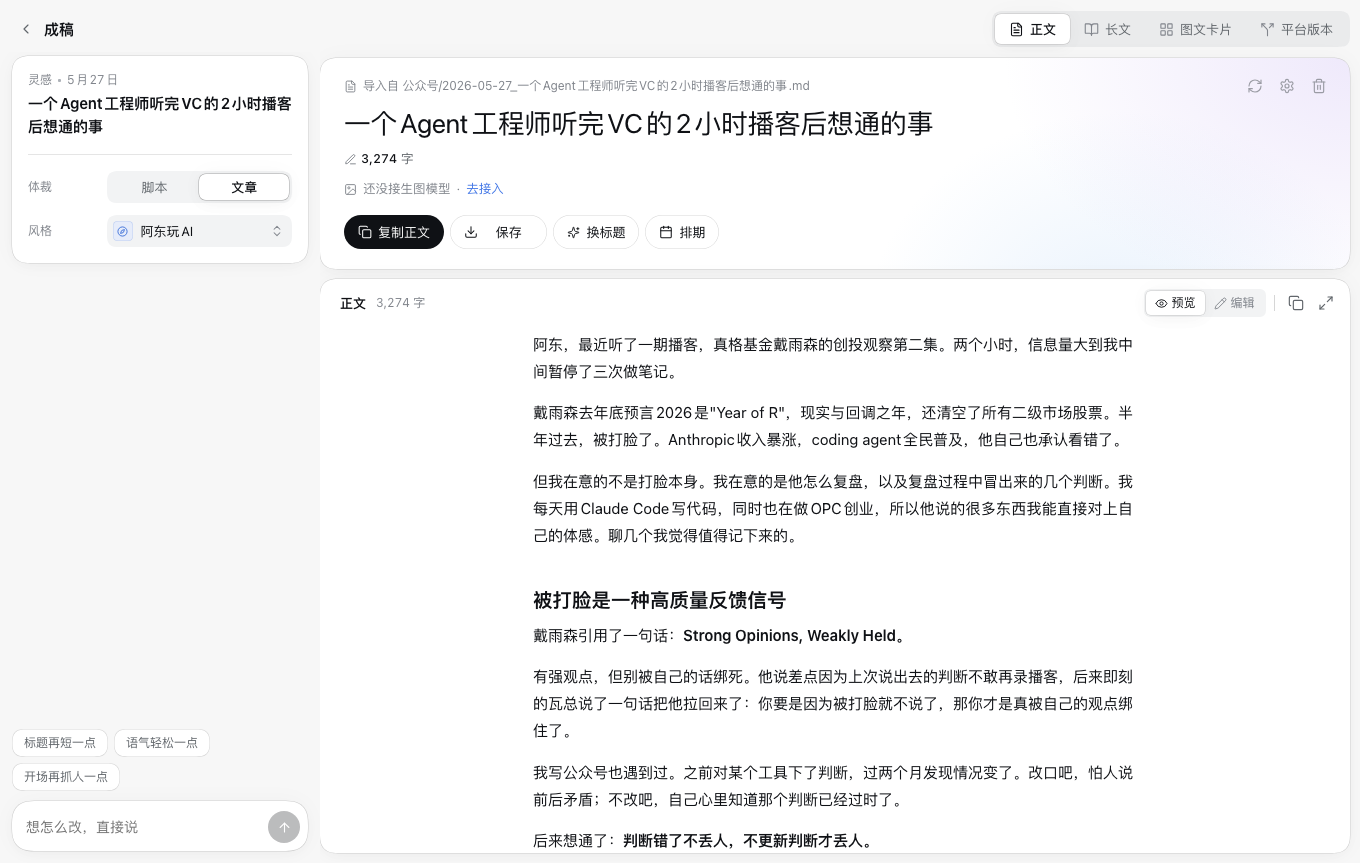 成稿
正文
长文
图文卡片
平台版本
灵感 • 5月27日
一个Agent工程师听完VC的2小时播客
后想通的事
体裁
脚本
文章
风格
阿东玩AI
标题再短一点
语气轻松一点
开场再抓人一点
想怎么改，直接说
导入自 公众号/2026-05-27_一个Agent工程师听完VC的2小时播客后想通的事.md
一个Agent工程师听完VC的2小时播客后想通的事
3,274 字
还没接生图模型 · 去接入
复制正文
保存
换标题
排期
正文 3,274 字
预览
编辑
阿东，最近听了一期播客，真格基金戴雨森的创投观察第二集。两个小时，信息量大到我中
间暂停了三次做笔记。
戴雨森去年底预言2026是"Year of R"，现实与回调之年，还清空了所有二级市场股票。半
年过去，被打脸了。Anthropic收入暴涨，coding agent全民普及，他自己也承认看错了。
但我在意的不是打脸本身。我在意的是他怎么复盘，以及复盘过程中冒出来的几个判断。我
每天用Claude Code写代码，同时也在做OPC创业，所以他说的很多东西我能直接对上自
己的体感。聊几个我觉得值得记下来的。
被打脸是一种高质量反馈信号
戴雨森引用了一句话：Strong Opinions, Weakly Held。
有强观点，但别被自己的话绑死。他说差点因为上次说出去的判断不敢再录播客，后来即刻
的瓦总说了一句话把他拉回来了：你要是因为被打脸就不说了，那你才是真被自己的观点绑
住了。
我写公众号也遇到过。之前对某个工具下了判断，过两个月发现情况变了。改口吧，怕人说
前后矛盾；不改吧，自己心里知道那个判断已经过时了。
后来想通了：判断错了不丢人，不更新判断才丢人。